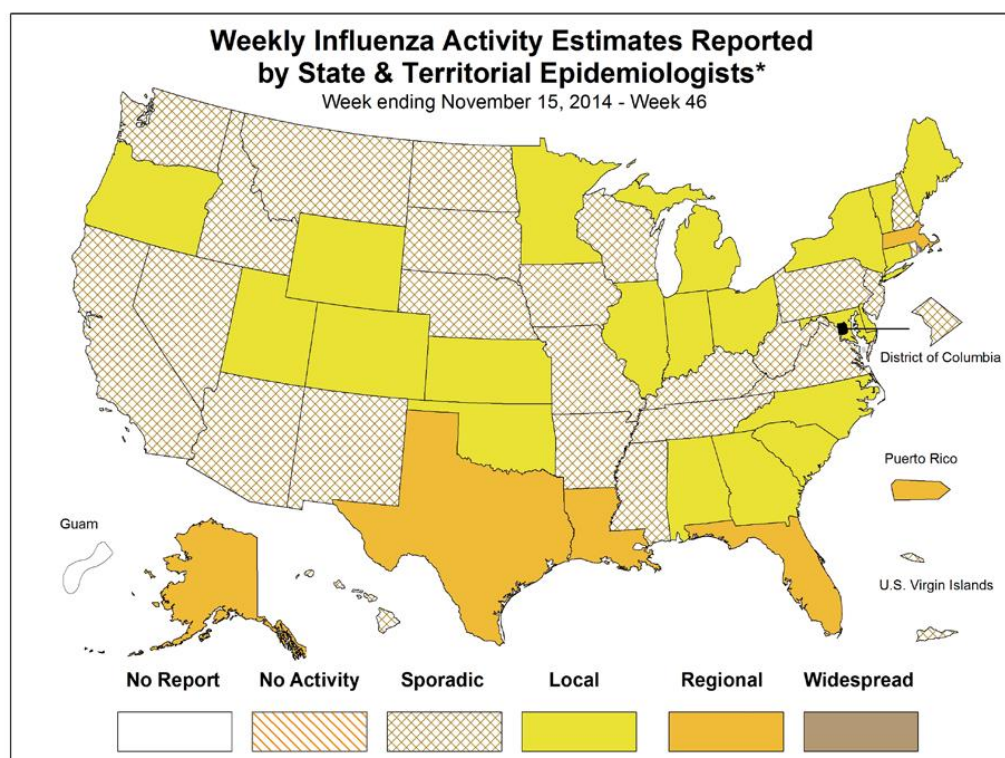 Weekly Influenza Activity Estimates Reported
by State & Territorial Epidemiologists*
Week ending November 15, 2014 - Week 46
District of Columbia
Puerto Rico
Guam
U.S. Virgin Islands
No Report
No Activity
Sporadic
Local
Regional
Widespread